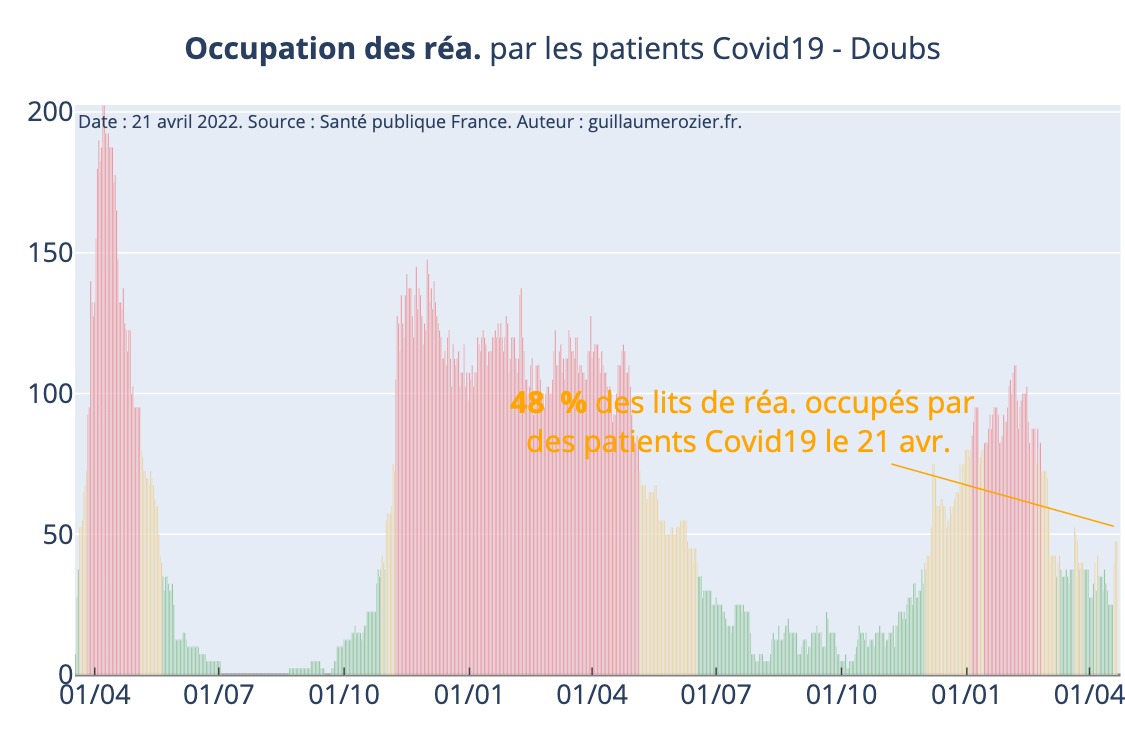 Occupation des réa. par les patients Covid19 - Doubs
200
Date : 21 avril 2022. Source : Santé publique France. Auteur : guillaumerozier.fr.
150
100
48 % des lits de réa. occupés par
des patients Covid19 le 21 avr.
50
0
01/04 01/07 01/10 01/01 01/04 01/07 01/10 01/01 01/04